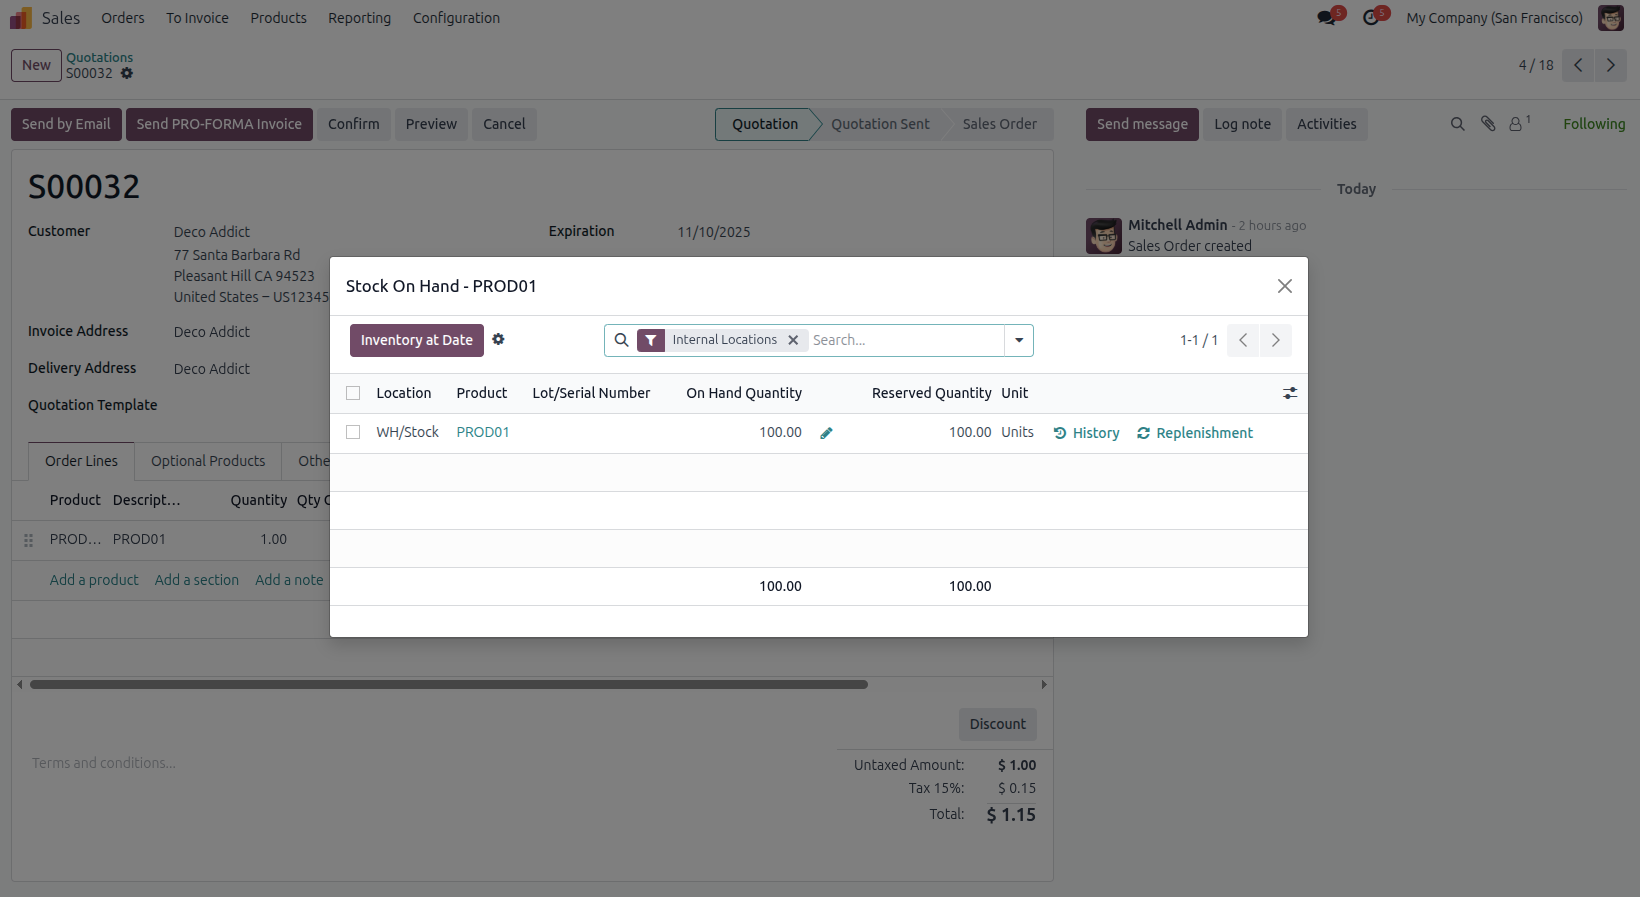 Sales Orders To Invoice Products Reporting Configuration 5 5 My Company (San Francisco)
New Quotations
S00032
4 / 18
Send by Email Send PRO-FORMA Invoice Confirm Preview Cancel Quotation Quotation Sent Sales Order Send message Log note Activities 1 Following
S00032
Today
Customer Deco Addict Expiration 11/10/2025
77 Santa Barbara Rd
Pleasant Hill CA 94523
United States – US12345
Mitchell Admin - 2 hours ago
Sales Order created
Invoice Address Deco Addict
Delivery Address Deco Addict
Quotation Template
Stock On Hand - PROD01
Inventory at Date Internal Locations Search... 1-1 / 1
Location Product Lot/Serial Number On Hand Quantity Reserved Quantity Unit
WH/Stock PROD01 100.00 100.00 Units History Replenishment
100.00 100.00
Order Lines Optional Products Othe
Product Descript... Quantity Qty
PROD... PROD01 1.00
Add a product Add a section Add a note
Discount
Terms and conditions...
Untaxed Amount: $ 1.00
Tax 15%: $ 0.15
Total: $ 1.15